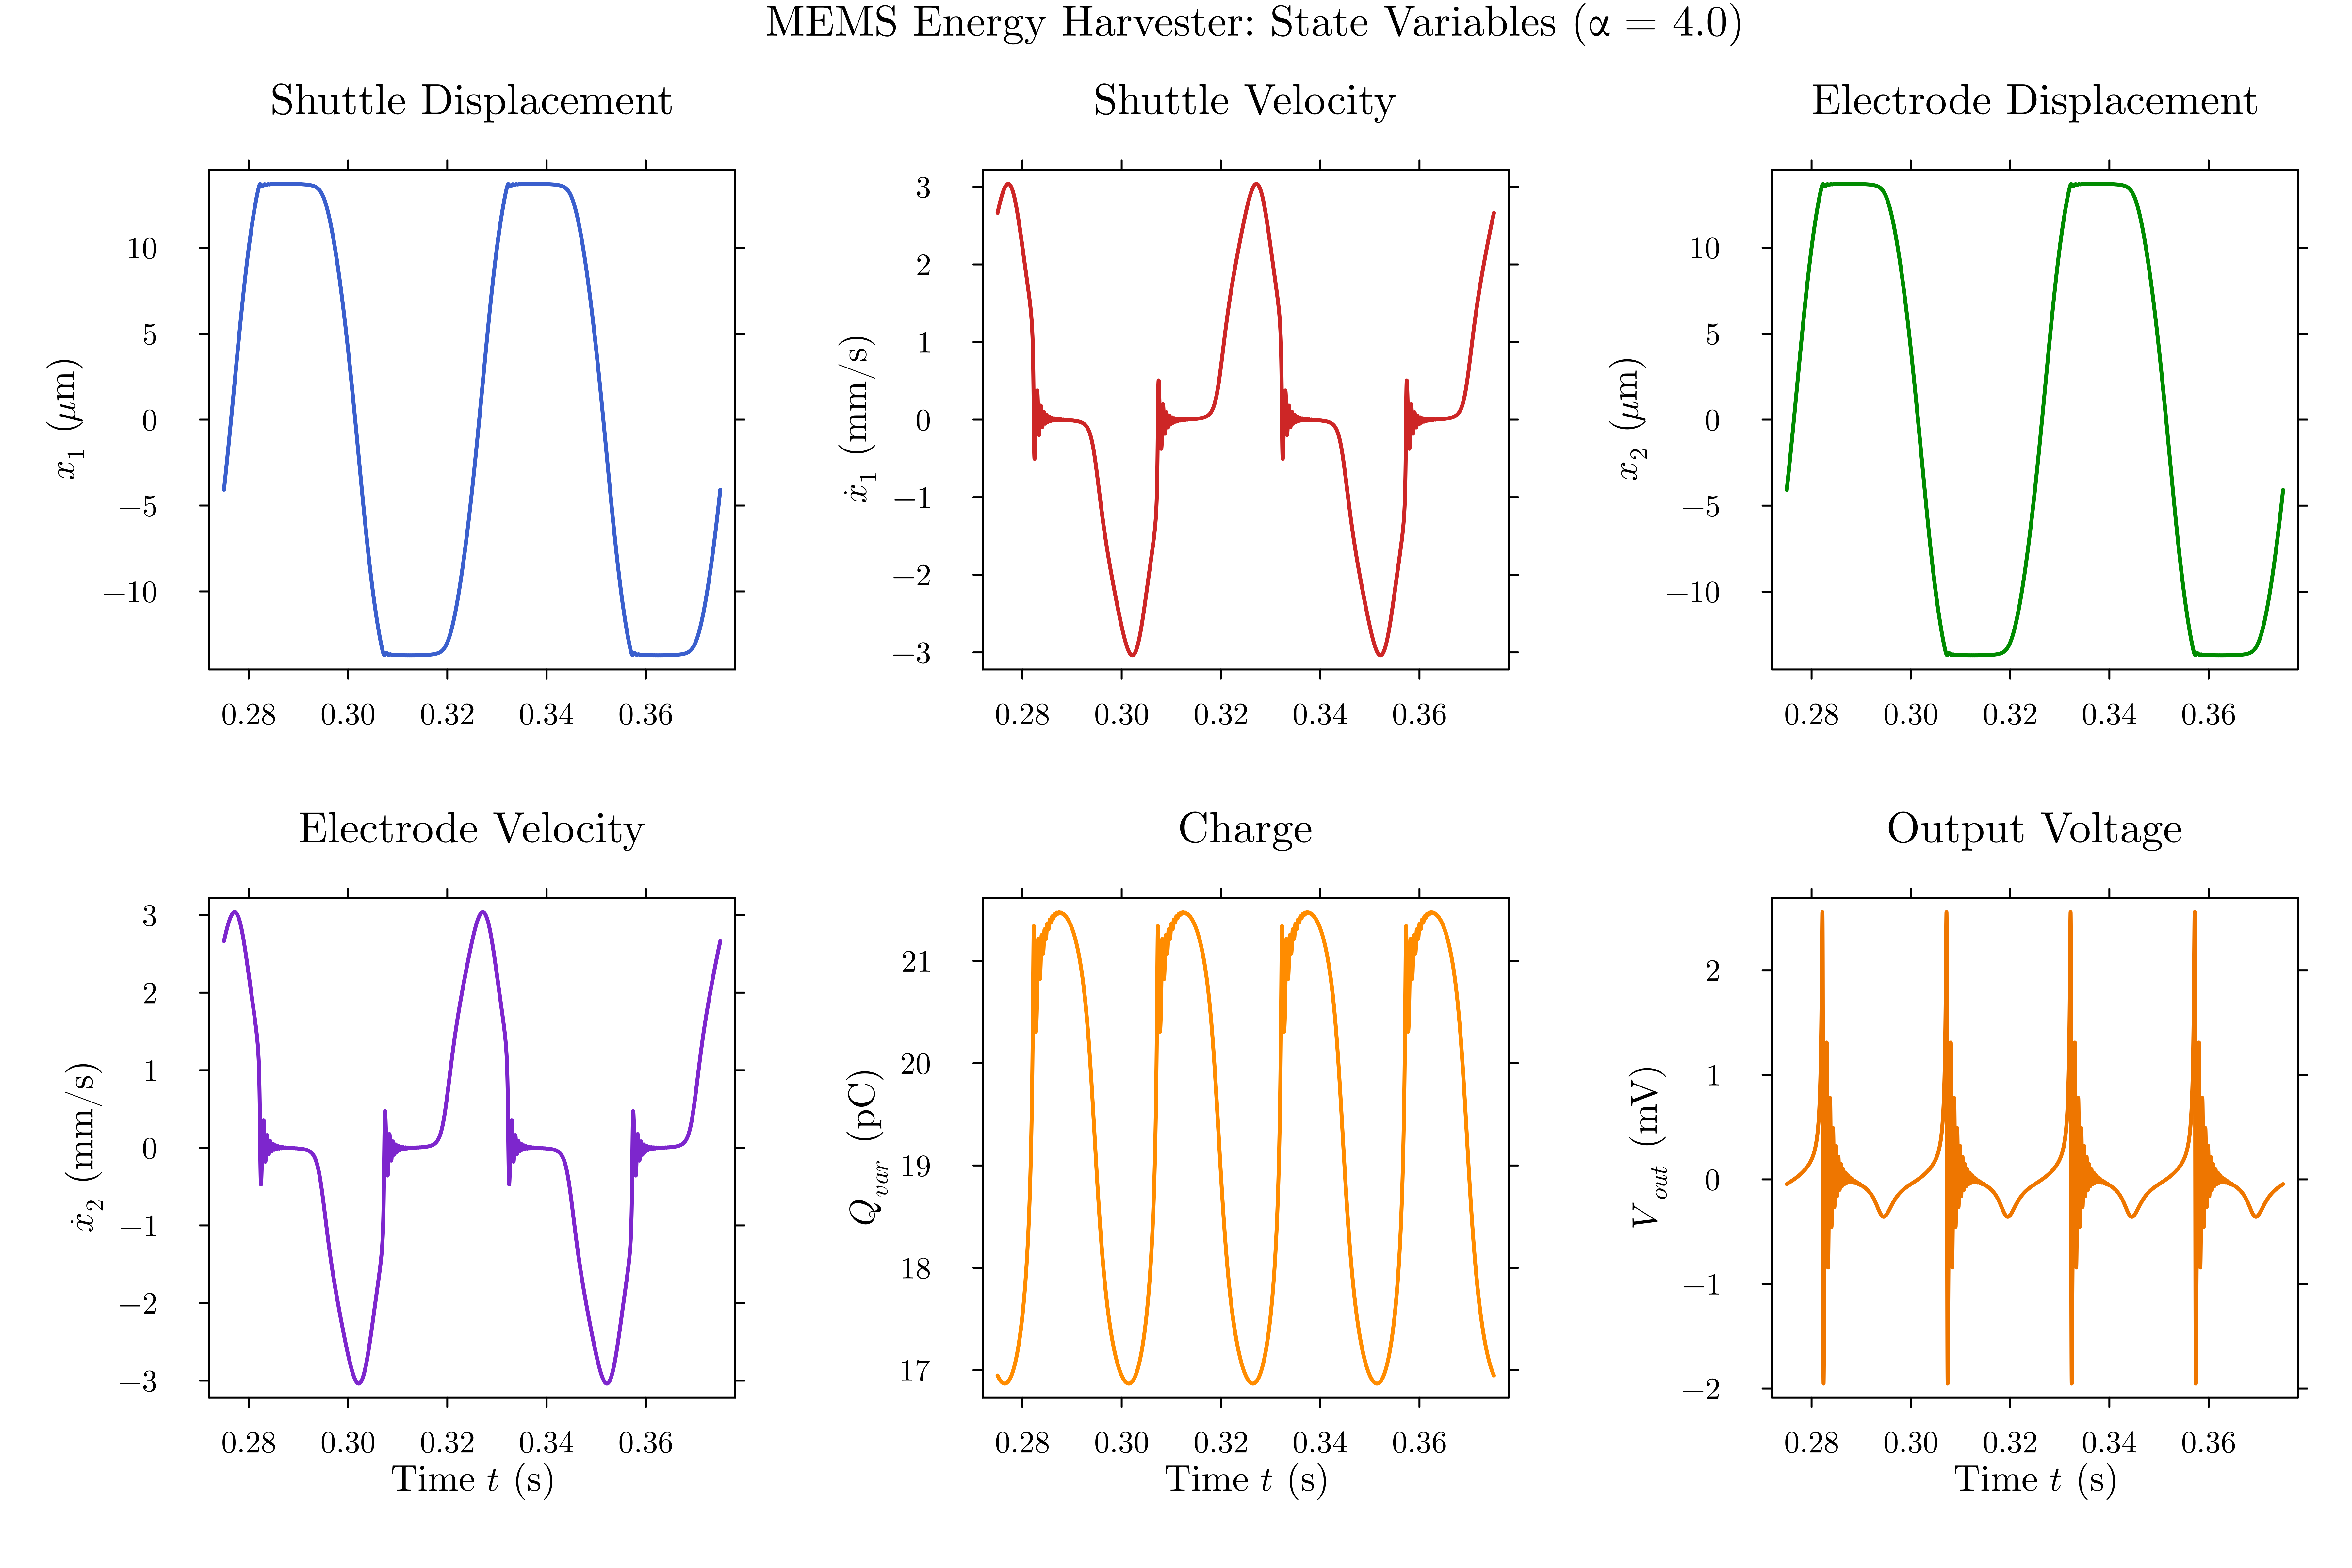 MEMS Energy Harvester: State Variables (α = 4.0)
Shuttle Displacement
x₁ (μm)
10
5
0
−5
−10
0.28 0.30 0.32 0.34 0.36
Shuttle Velocity
ẋ₁ (mm/s)
3
2
1
0
−1
−2
−3
0.28 0.30 0.32 0.34 0.36
Electrode Displacement
x₂ (μm)
10
5
0
−5
−10
0.28 0.30 0.32 0.34 0.36
Electrode Velocity
ẋ₂ (mm/s)
3
2
1
0
−1
−2
−3
0.28 0.30 0.32 0.34 0.36
Time t (s)
Charge
Q_var (pC)
21
20
19
18
17
0.28 0.30 0.32 0.34 0.36
Time t (s)
Output Voltage
V_out (mV)
2
1
0
−1
−2
0.28 0.30 0.32 0.34 0.36
Time t (s)